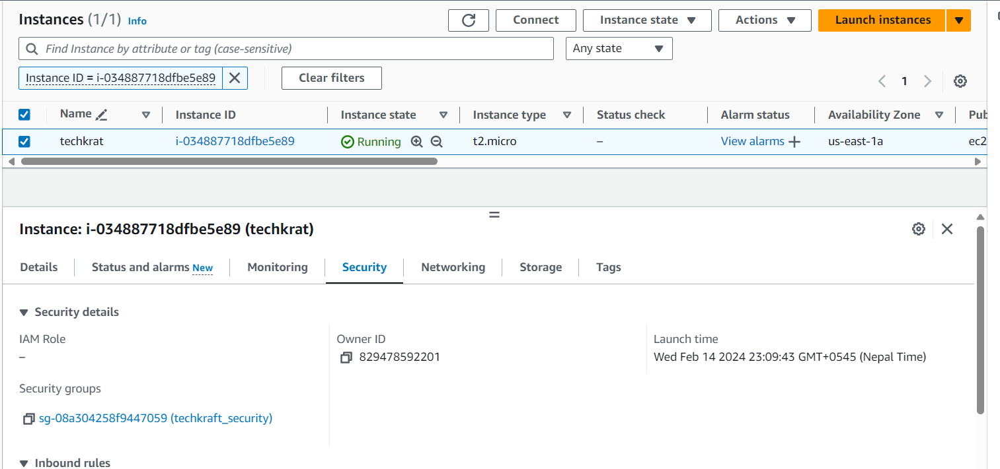 Instances (1/1) Info
Connect
Instance state
Actions
Launch instances
Find Instance by attribute or tag (case-sensitive)
Any state
Instance ID = i-034887718dfbe5e89
Clear filters
1
Name Instance ID Instance state Instance type Status check Alarm status Availability Zone Pub
techkrat i-034887718dfbe5e89 Running t2.micro – View alarms + us-east-1a ec2
Instance: i-034887718dfbe5e89 (techkrat)
Details Status and alarms New Monitoring Security Networking Storage Tags
Security details
IAM Role
–
Owner ID
829478592201
Launch time
Wed Feb 14 2024 23:09:43 GMT+0545 (Nepal Time)
Security groups
sg-08a304258f9447059 (techkraft_security)
Inbound rules